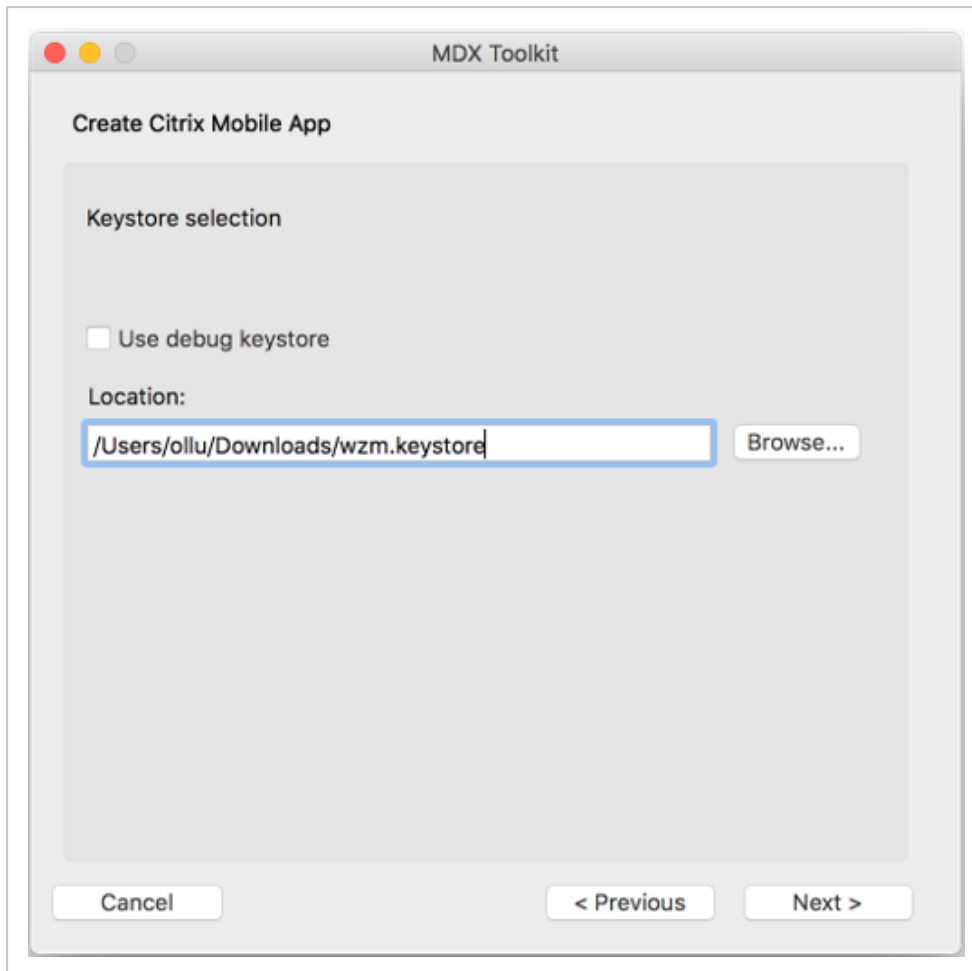 MDX Toolkit
Create Citrix Mobile App
Keystore selection
Use debug keystore
Location:
/Users/ollu/Downloads/wzm.keystore
Browse...
Cancel
< Previous
Next >